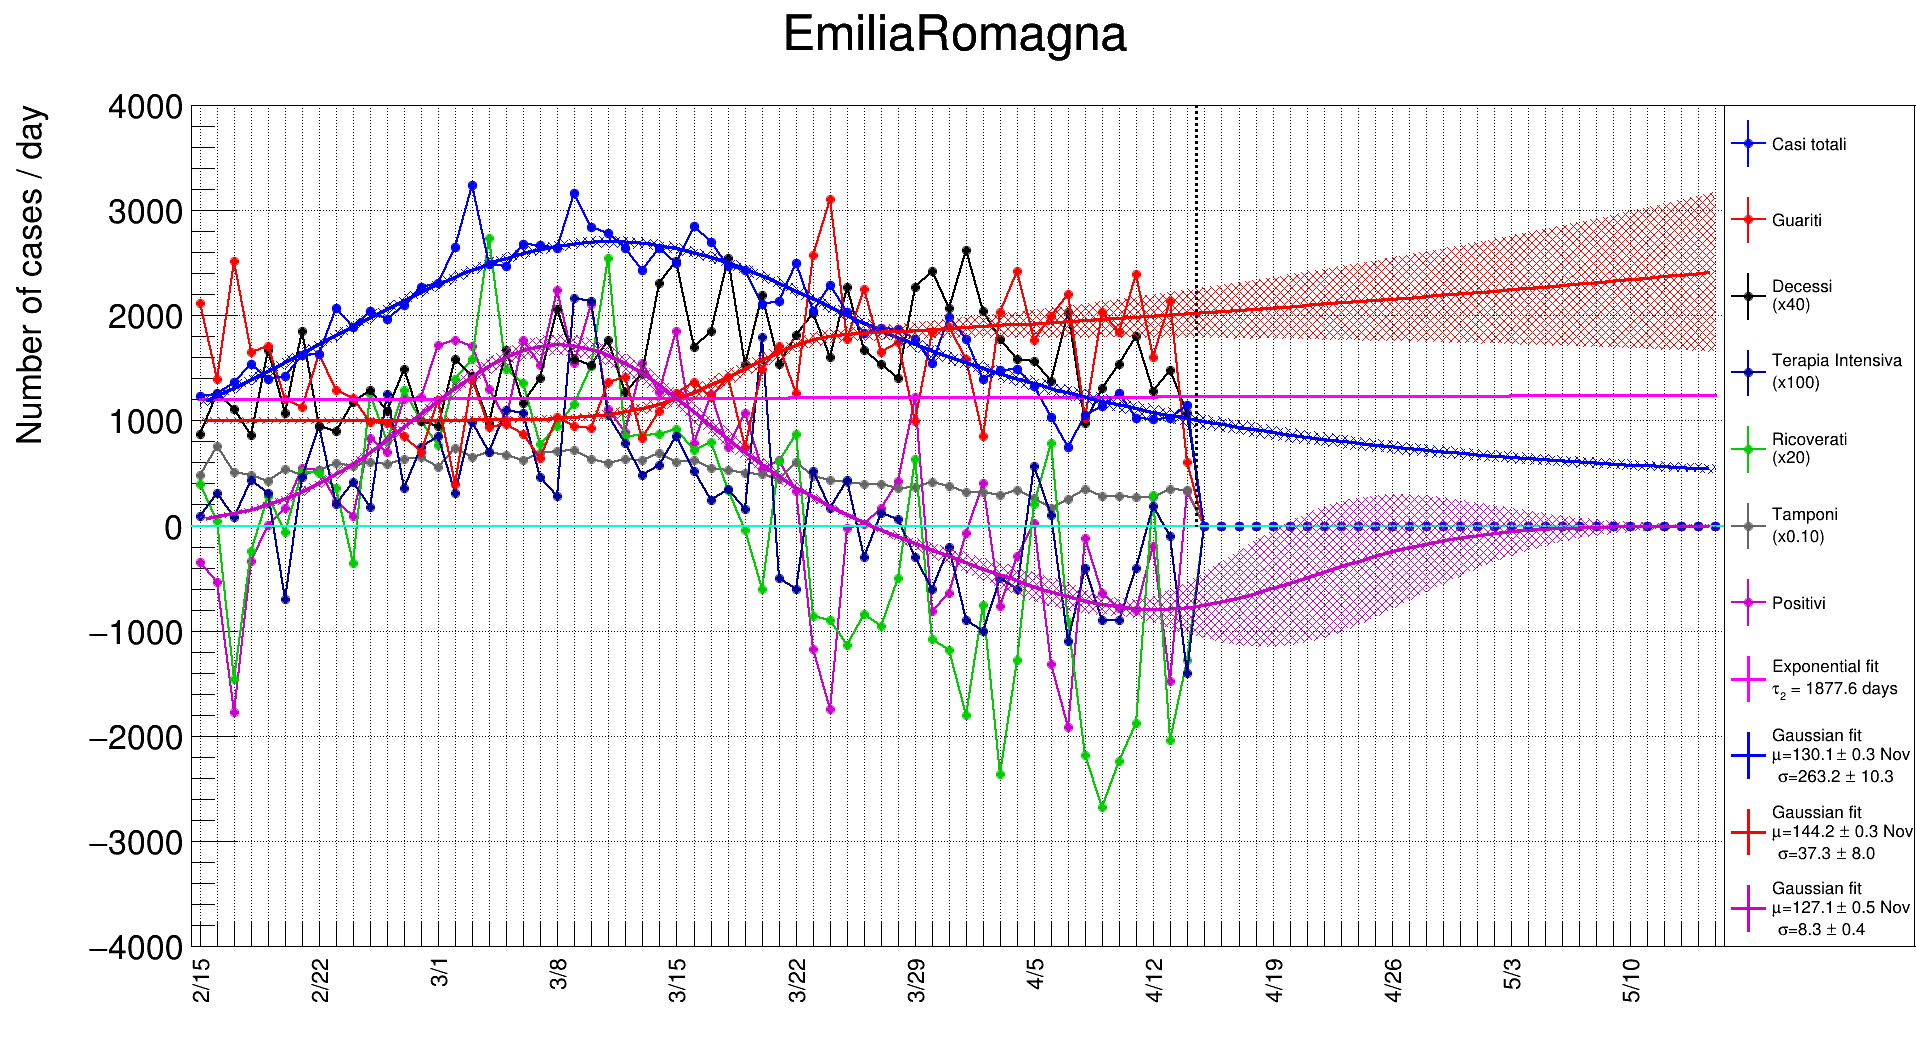 EmiliaRomagna
Number of cases / day
4000
3000
2000
1000
0
−1000
−2000
−3000
−4000
2/15
2/22
3/1
3/8
3/15
3/22
3/29
4/5
4/12
4/19
4/26
5/3
5/10
Casi totali
Guariti
Decessi
(x40)
Terapia Intensiva
(x100)
Ricoverati
(x20)
Tamponi
(x0.10)
Positivi
Exponential fit
τ2 = 1877.6 days
Gaussian fit
μ=130.1± 0.3 Nov
σ=263.2 ± 10.3
Gaussian fit
μ=144.2 ± 0.3 Nov
σ=37.3 ± 8.0
Gaussian fit
μ=127.1± 0.5 Nov
σ=8.3 ± 0.4